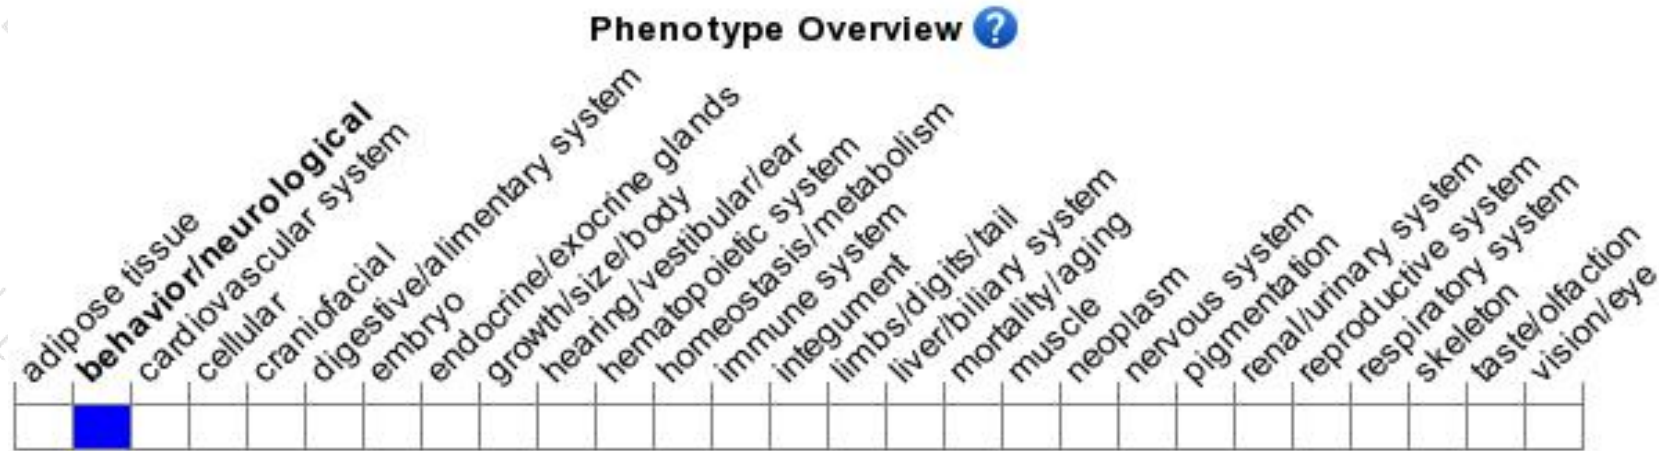 Phenotype Overview ?
adipose tissue
behavior/neurological
cardiovascular system
cellular
craniofacial
digestive/alimentary system
embryo
endocrine/exocrine glands
growth/size/body
hearing/vestibular/ear
hematopoietic system
homeostasis/metabolism
immune system
integument
limbs/digits/tail
liver/biliary system
mortality/aging
muscle
neoplasm
nervous system
pigmentation
renal/urinary system
reproductive system
respiratory system
skeleton
taste/olfaction
vision/eye